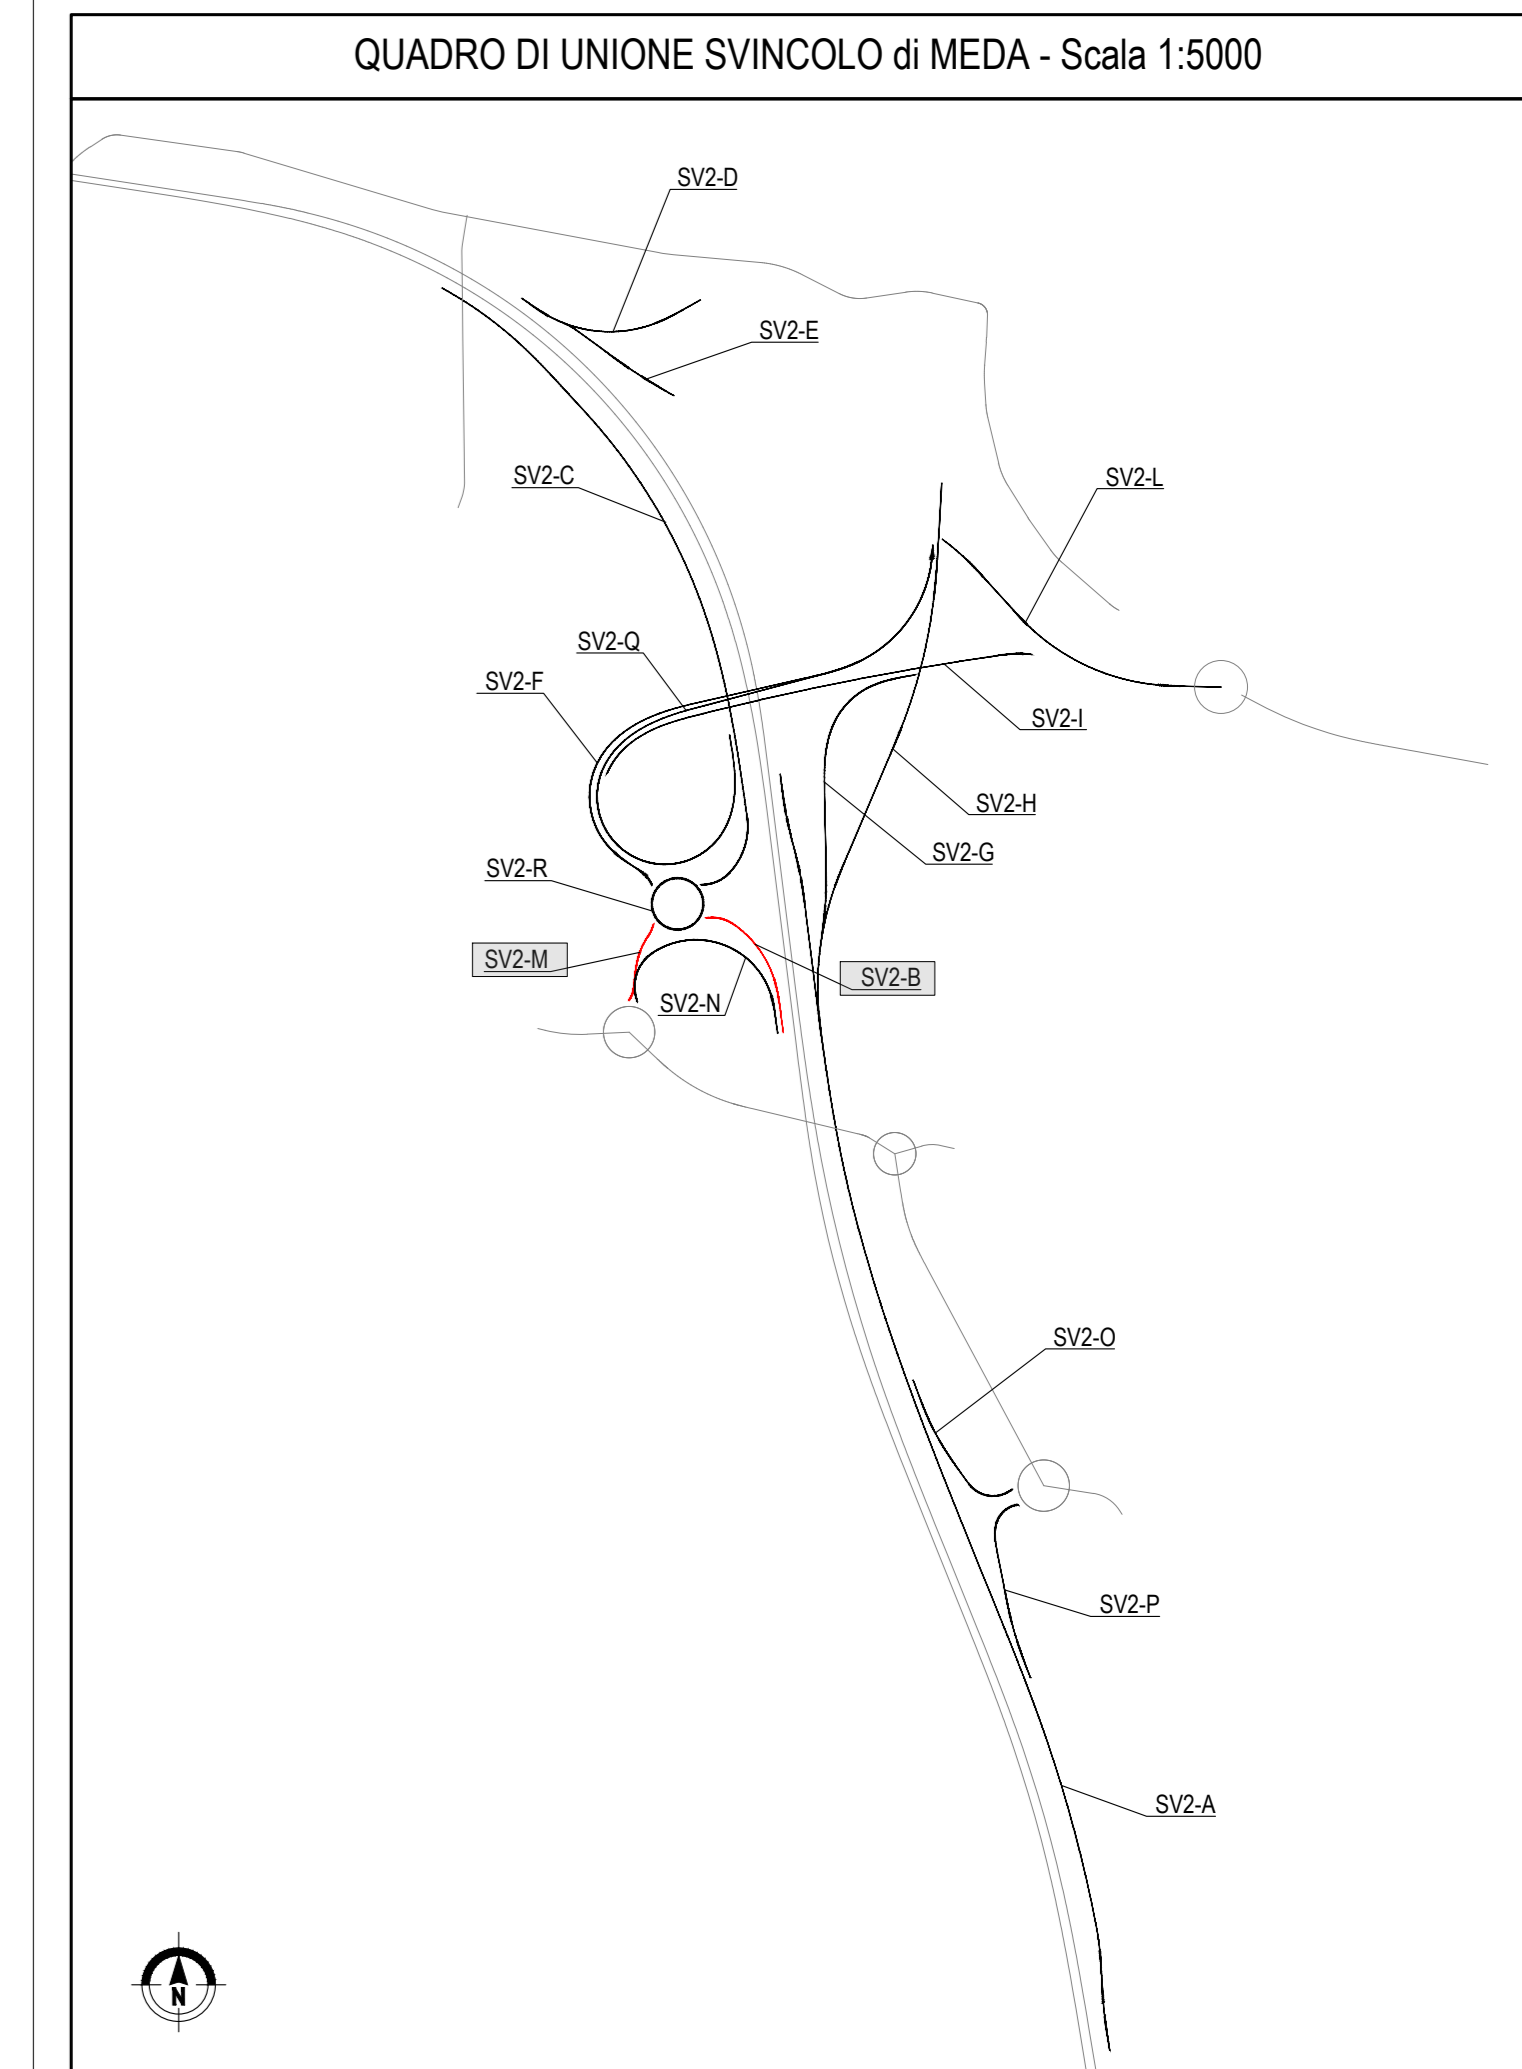 QUADRO DI UNIONE SVINCOLO di MEDA - Scala 1:5000
SV2-D
SV2-E
SV2-C
SV2-L
SV2-Q
SV2-F
SV2-I
SV2-H
SV2-G
SV2-R
SV2-M
SV2-B
SV2-N
SV2-O
SV2-P
SV2-A
N